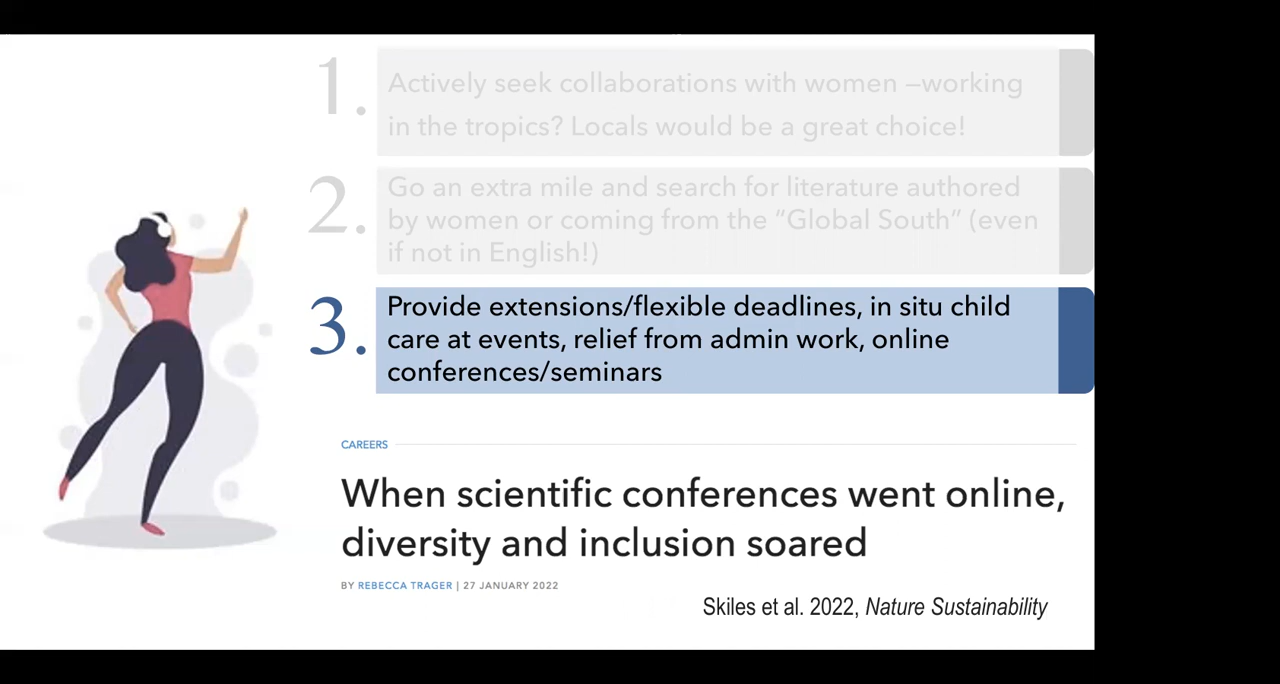 1.
Actively seek collaborations with women —working
in the tropics? Locals would be a great choice!
2.
Go an extra mile and search for literature authored
by women or coming from the “Global South” (even
if not in English!)
3.
Provide extensions/flexible deadlines, in situ child
care at events, relief from admin work, online
conferences/seminars
CAREERS
When scientific conferences went online,
diversity and inclusion soared
BY REBECCA TRAGER | 27 JANUARY 2022
Skiles et al. 2022, Nature Sustainability